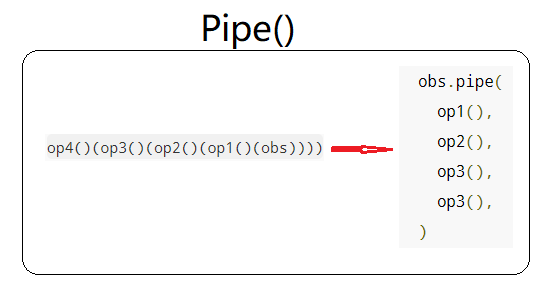 Pipe()
op4()(op3()(op2()(op1()(obs))))
obs.pipe(
op1(),
op2(),
op3(),
op3(),
)